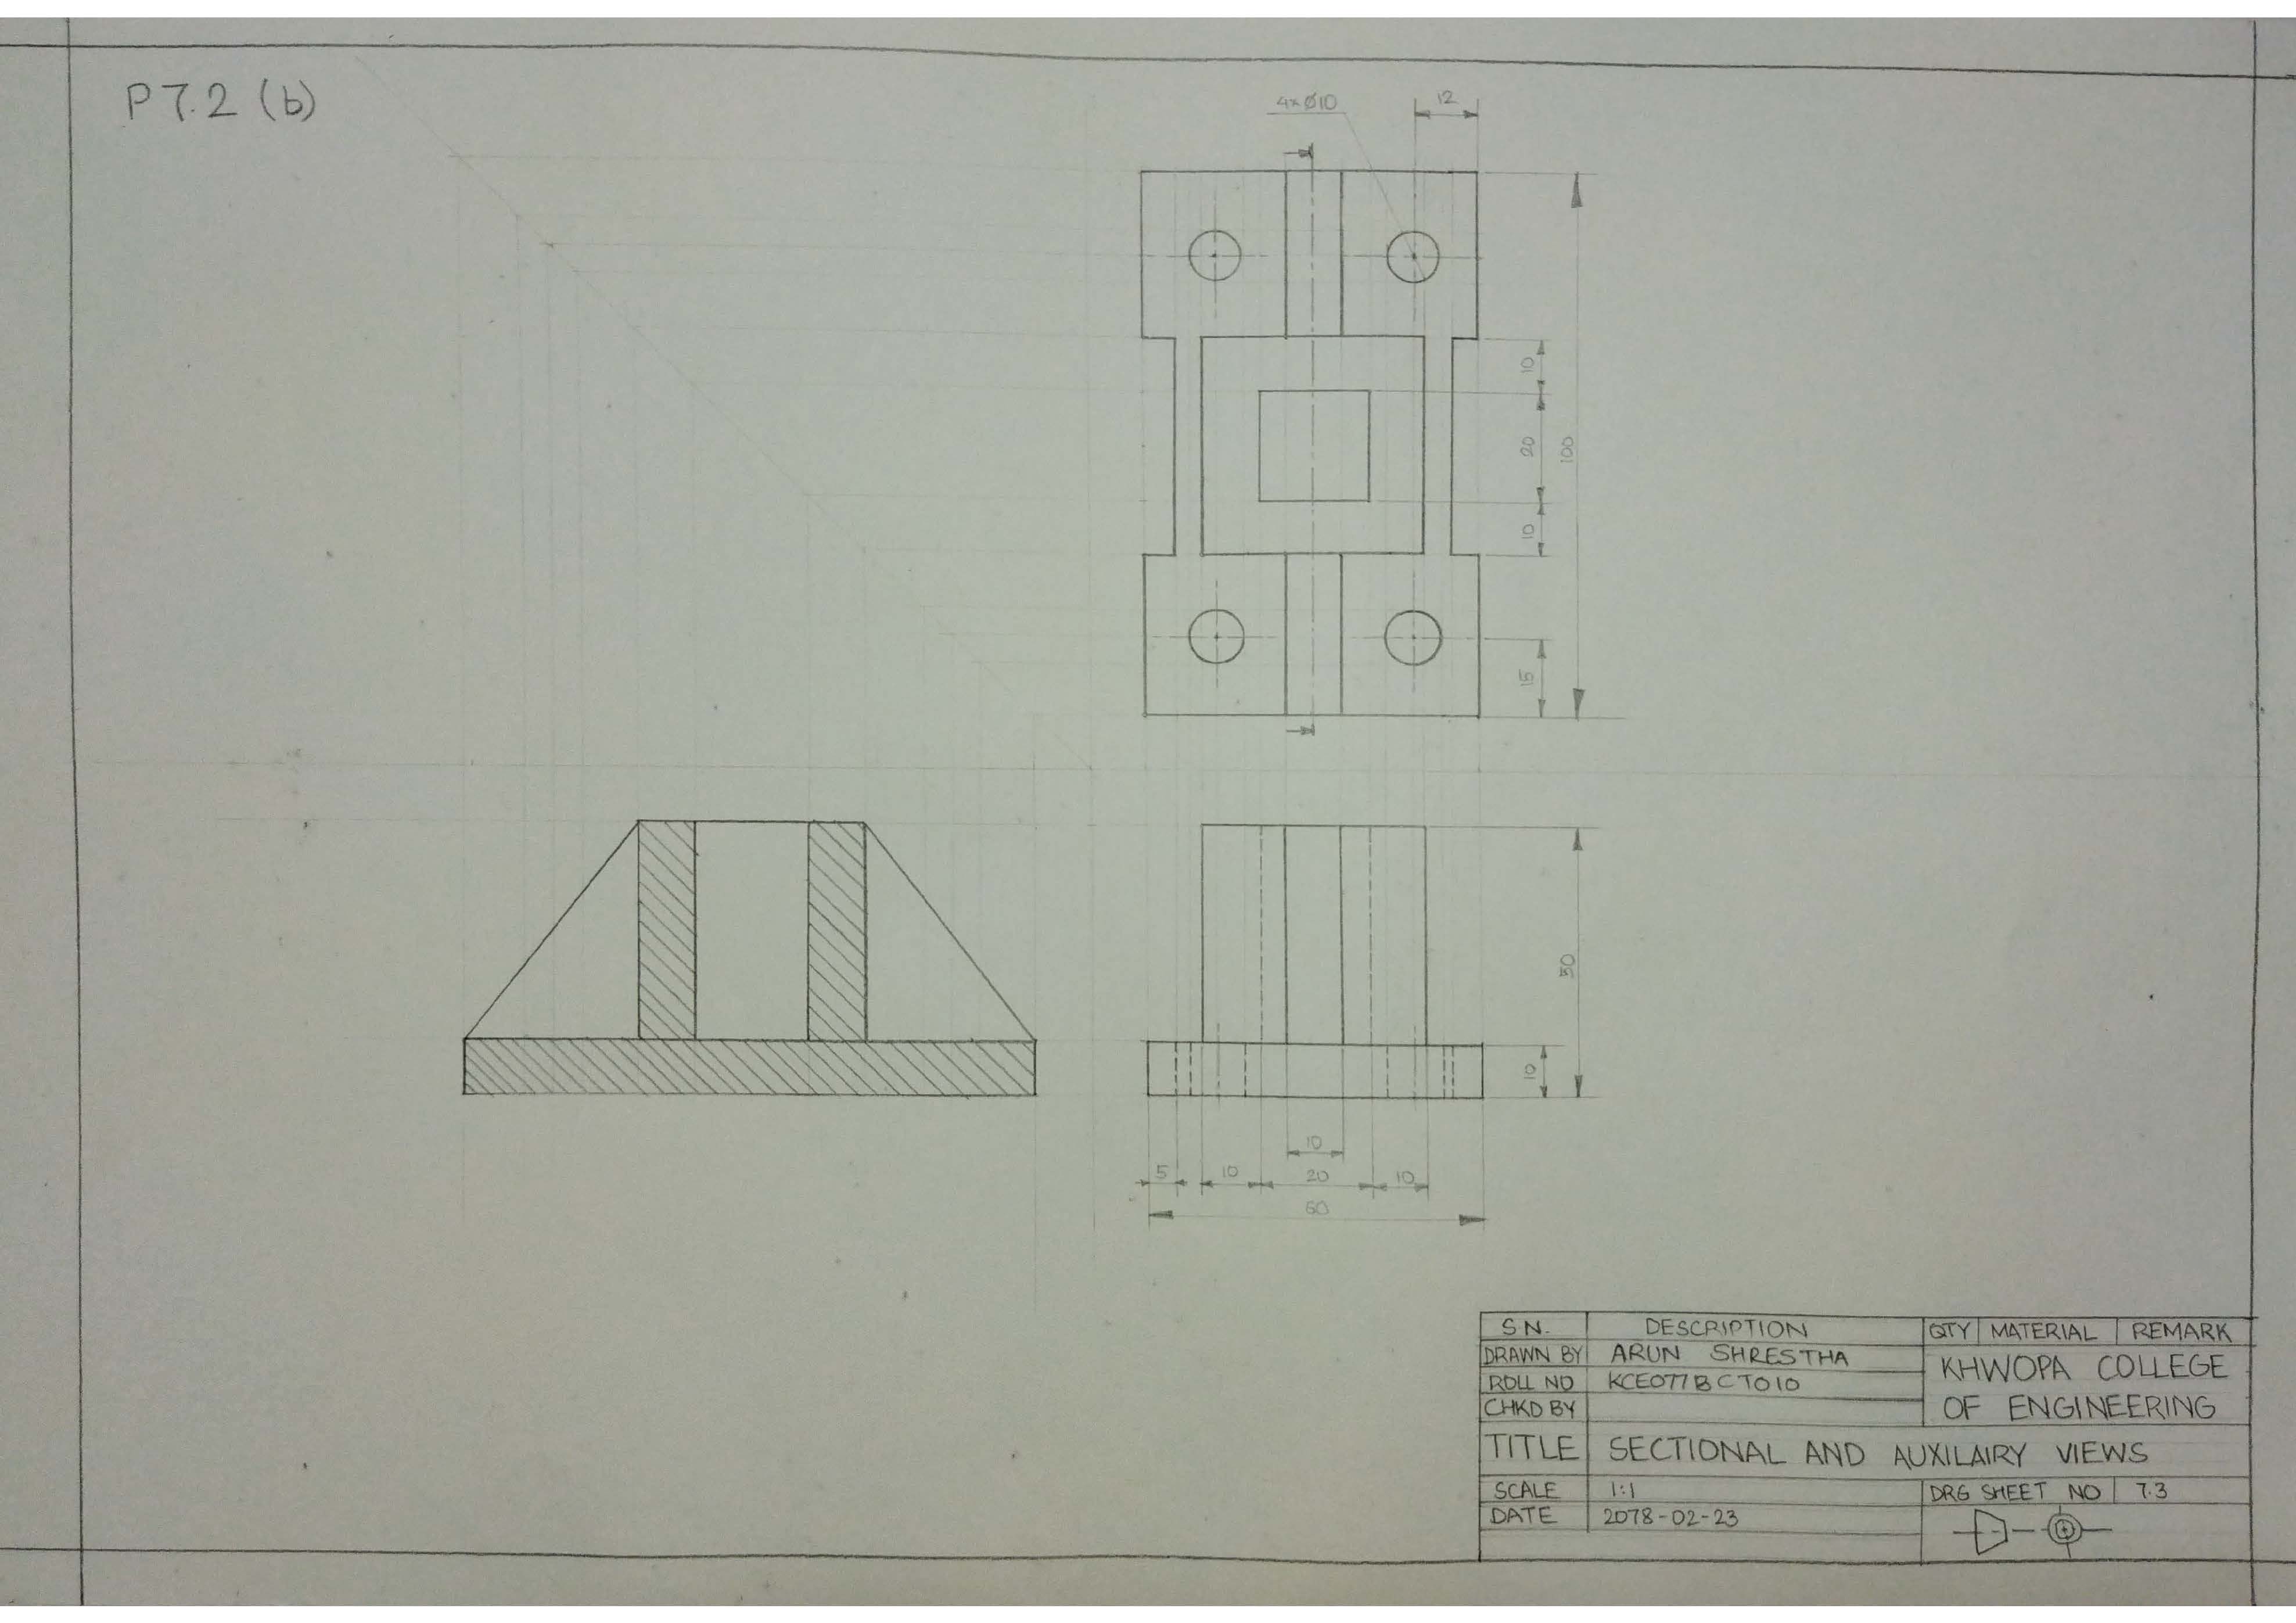 P7.2 (b)
4×Ø10
12
10
20
100
10
15
50
10
10
5
10
20
10
60
S.N.
DESCRIPTION
QTY
MATERIAL
REMARK
DRAWN BY
ARUN SHRESTHA
KHWOPA COLLEGE
OF ENGINEERING
ROLL NO
KCE077BCT010
CHKD BY
TITLE
SECTIONAL AND AUXILAIRY VIEWS
SCALE
1:1
DRG SHEET NO
7.3
DATE
2078-02-23